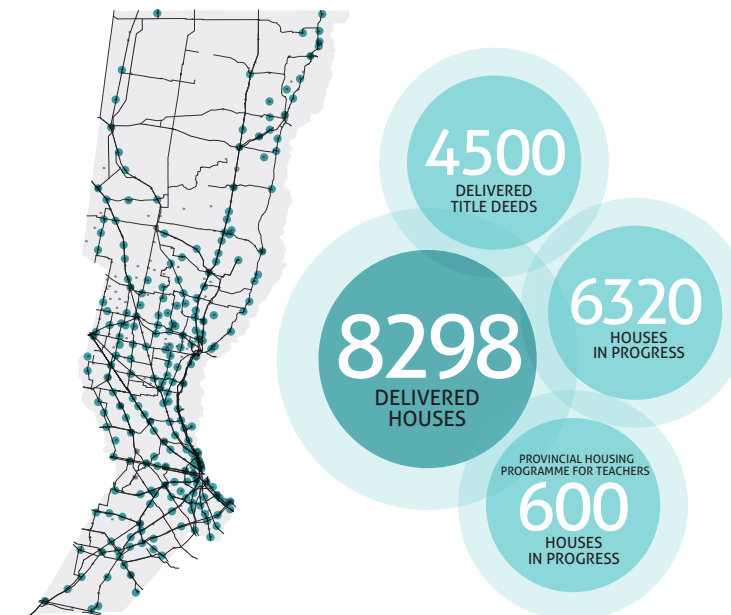 4500
DELIVERED
TITLE DEEDS
6320
HOUSES
IN PROGRESS
8298
DELIVERED
HOUSES
PROVINCIAL HOUSING
PROGRAMME FOR TEACHERS
600
HOUSES
IN PROGRESS